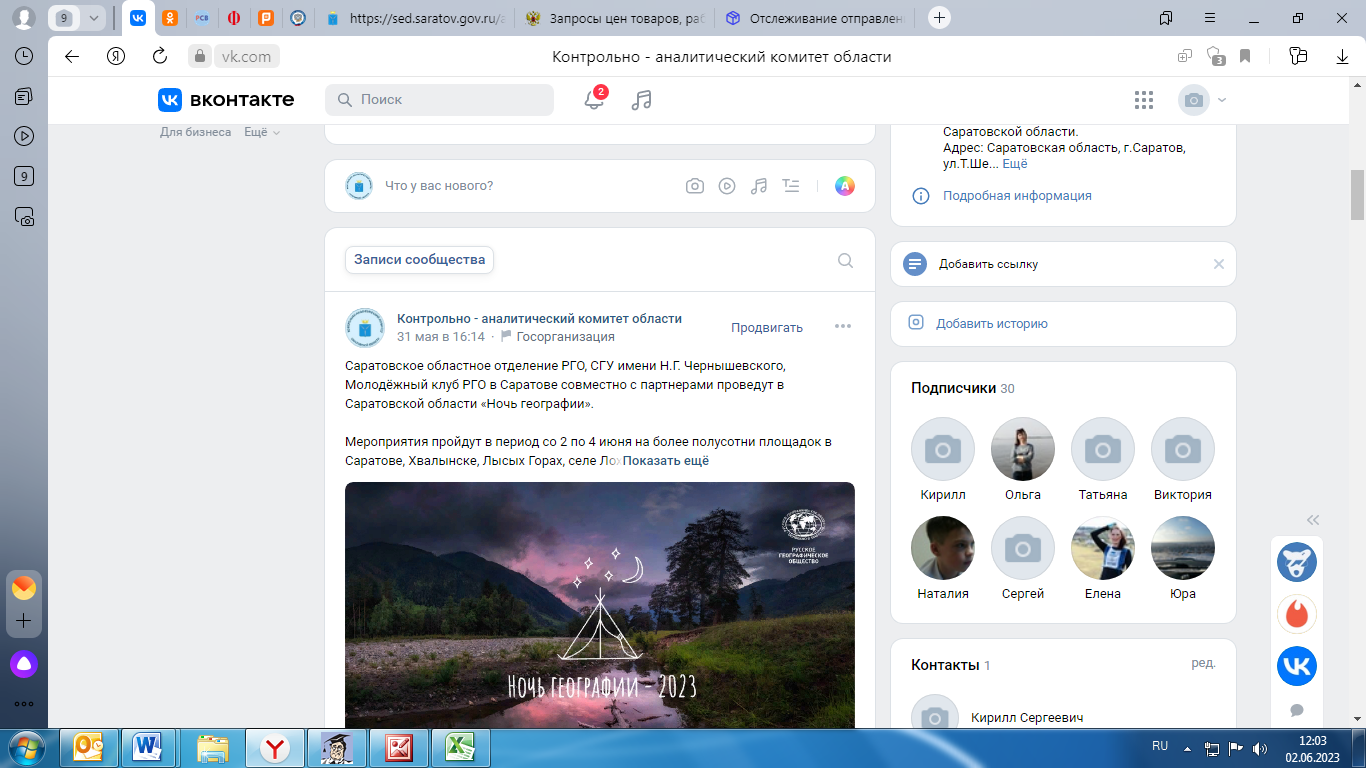 9
https://sed.saratov.gov.ru/
Запросы цен товаров, раб
Отслеживание отправлен
vk.com
Контрольно - аналитический комитет области
3
вконтакте
Поиск
2
Для бизнеса
Ещё
9
Что у вас нового?
Записи сообщества
Контрольно - аналитический комитет области
31 мая в 16:14 · Госорганизация
Продвигать
Саратовское областное отделение РГО, СГУ имени Н.Г. Чернышевского,
Молодёжный клуб РГО в Саратове совместно с партнерами проведут в
Саратовской области «Ночь географии».
Мероприятия пройдут в период со 2 по 4 июня на более полусотни площадок в
Саратове, Хвалынске, Лысых Горах, селе Лох Показать ещё
РУССКОЕ
ГЕОГРАФИЧЕСКОЕ
ОБЩЕСТВО
Ночь географии - 2023
Саратовской области.
Адрес: Саратовская область, г.Саратов,
ул.Т.Ше... Ещё
Подробная информация
Добавить ссылку
Добавить историю
Подписчики 30
Кирилл
Ольга
Татьяна
Виктория
Наталия
Сергей
Елена
Юра
Контакты 1
ред.
Кирилл Сергеевич
RU
12:03
02.06.2023